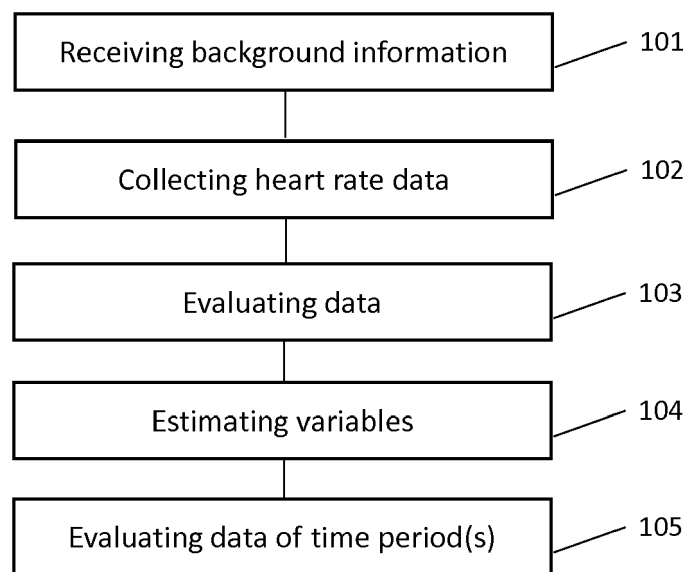 Receiving background information 101
Collecting heart rate data 102
Evaluating data 103
Estimating variables 104
Evaluating data of time period(s) 105